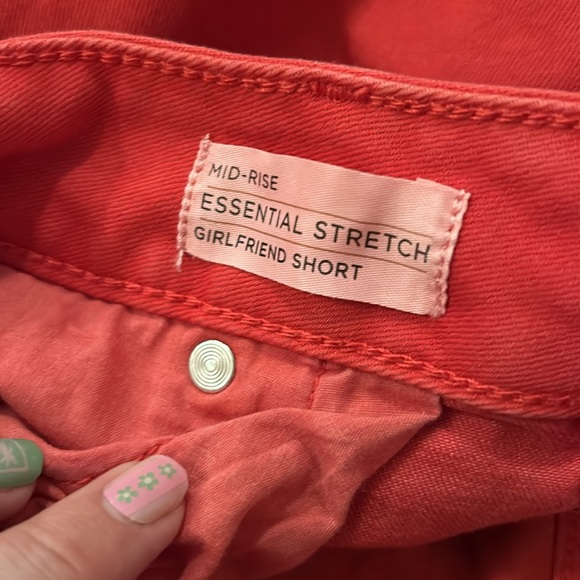 MID-RISE
ESSENTIAL STRETCH
GIRLFRIEND SHORT